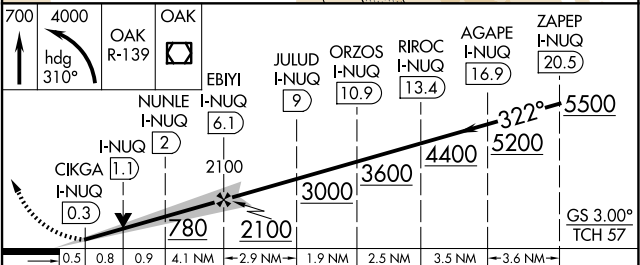 700
4000
hdg
310°
OAK
R-139
OAK
ZAPEP
I-NUQ
20.5
AGAPE
I-NUQ
16.9
RIROC
I-NUQ
13.4
ORZOS
I-NUQ
10.9
JULUD
I-NUQ
9
EBIYI
I-NUQ
6.1
NUNLE
I-NUQ
2
I-NUQ
1.1
CIKGA
I-NUQ
0.3
2100
322°
5500
5200
4400
3600
3000
2100
780
GS 3.00°
TCH 57
0.5
0.8
0.9
4.1 NM
2.9 NM
1.9 NM
2.5 NM
3.5 NM
3.6 NM